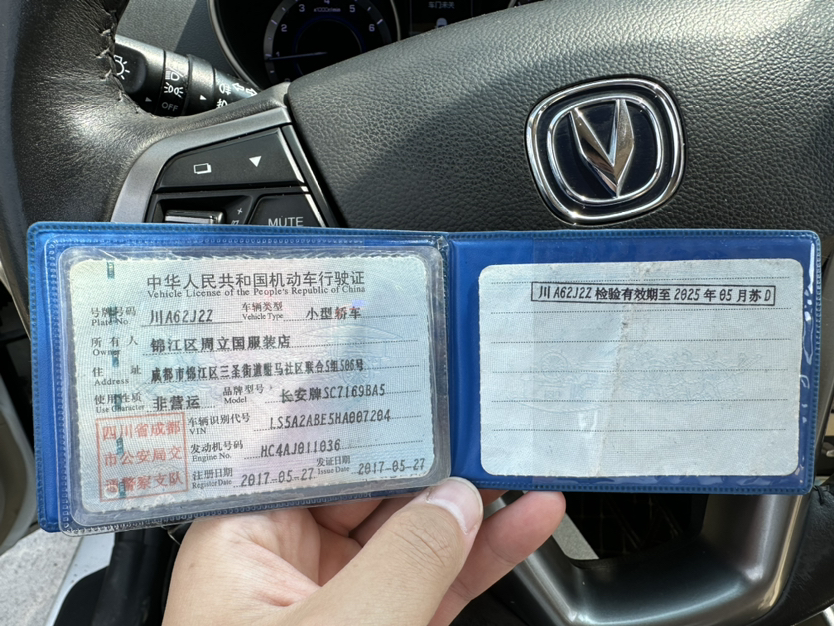 4
5
6
OFF
MUTE
中华人民共和国机动车行驶证
Vehicle License of the People's Republic of China
号牌号码 川A62J2Z 车辆类型 小型轿车
Plate No. Vehicle Type
所有人 锦江区周立国服装店
Owner
住址 成都市锦江区三圣街道驸马社区联合5组506号
Address
使用性质 非营运 品牌型号 长安牌SC7169BA5
Use Character Model
四川省成都 车辆识别代号 LS5A2ABE5HA007204
VIN
市公安局交 发动机号码 HC4AJ011036
Engine No.
通警察支队 注册日期 2017-05-27 发证日期 2017-05-27
Register Date Issue Date
川A62J2Z 检验有效期至 2025 年 05 月苏D